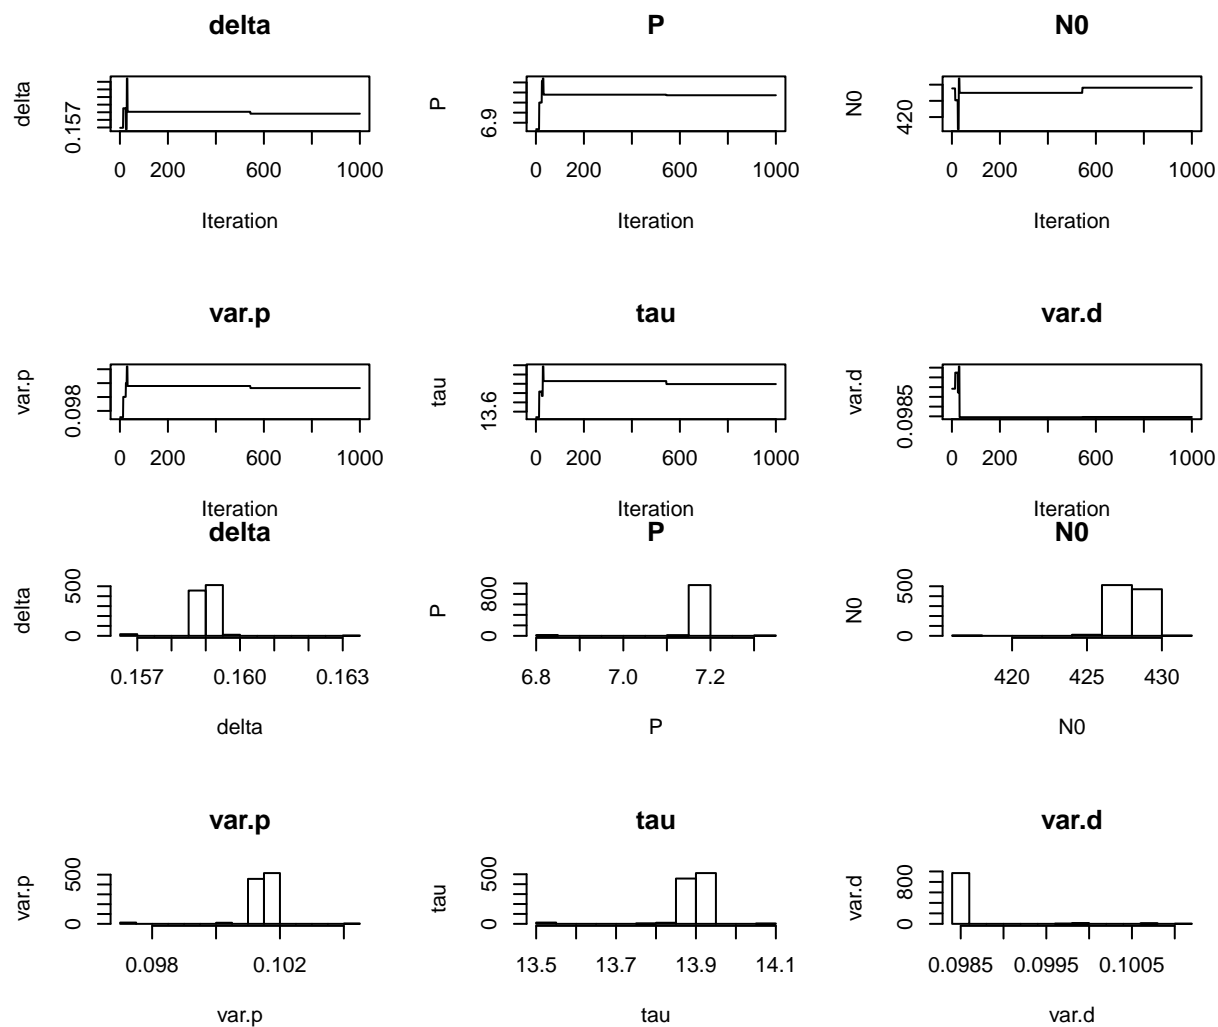 delta P N0
delta 0.157
P 6.9
N0 420
0 200 600 1000
0 200 600 1000
0 200 600 1000
Iteration Iteration Iteration
var.p tau var.d
var.p 0.098
tau 13.6
var.d 0.0985
0 200 600 1000
0 200 600 1000
0 200 600 1000
Iteration Iteration Iteration
delta P N0
delta 0 500
P 0 800
N0 0 500
0.157 0.160 0.163
6.8 7.0 7.2
420 425 430
delta P N0
var.p tau var.d
var.p 0 500
tau 0 500
var.d 0 800
0.098 0.102
13.5 13.7 13.9 14.1
0.0985 0.0995 0.1005
var.p tau var.d